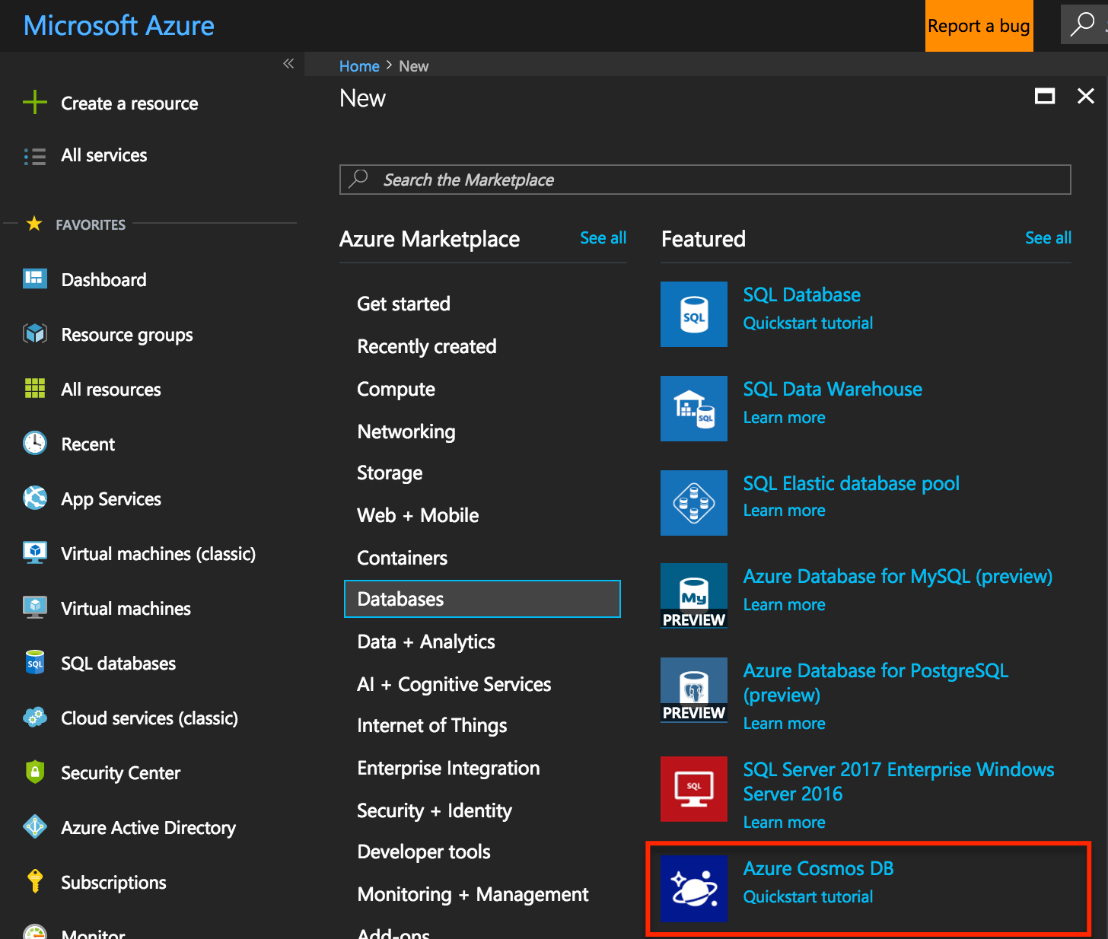 Microsoft Azure
Report a bug
Home > New
New
Create a resource
All services
FAVORITES
Dashboard
Resource groups
All resources
Recent
App Services
Virtual machines (classic)
Virtual machines
SQL databases
Cloud services (classic)
Security Center
Azure Active Directory
Subscriptions
Monitor
Search the Marketplace
Azure Marketplace
See all
Get started
Recently created
Compute
Networking
Storage
Web + Mobile
Containers
Databases
Data + Analytics
AI + Cognitive Services
Internet of Things
Enterprise Integration
Security + Identity
Developer tools
Monitoring + Management
Add-ons
Featured
See all
SQL
SQL Database
Quickstart tutorial
SQL
SQL Data Warehouse
Learn more
SQL Elastic database pool
Learn more
My
PREVIEW
Azure Database for MySQL (preview)
Learn more
PREVIEW
Azure Database for PostgreSQL
(preview)
Learn more
SQL
SQL Server 2017 Enterprise Windows
Server 2016
Learn more
Azure Cosmos DB
Quickstart tutorial